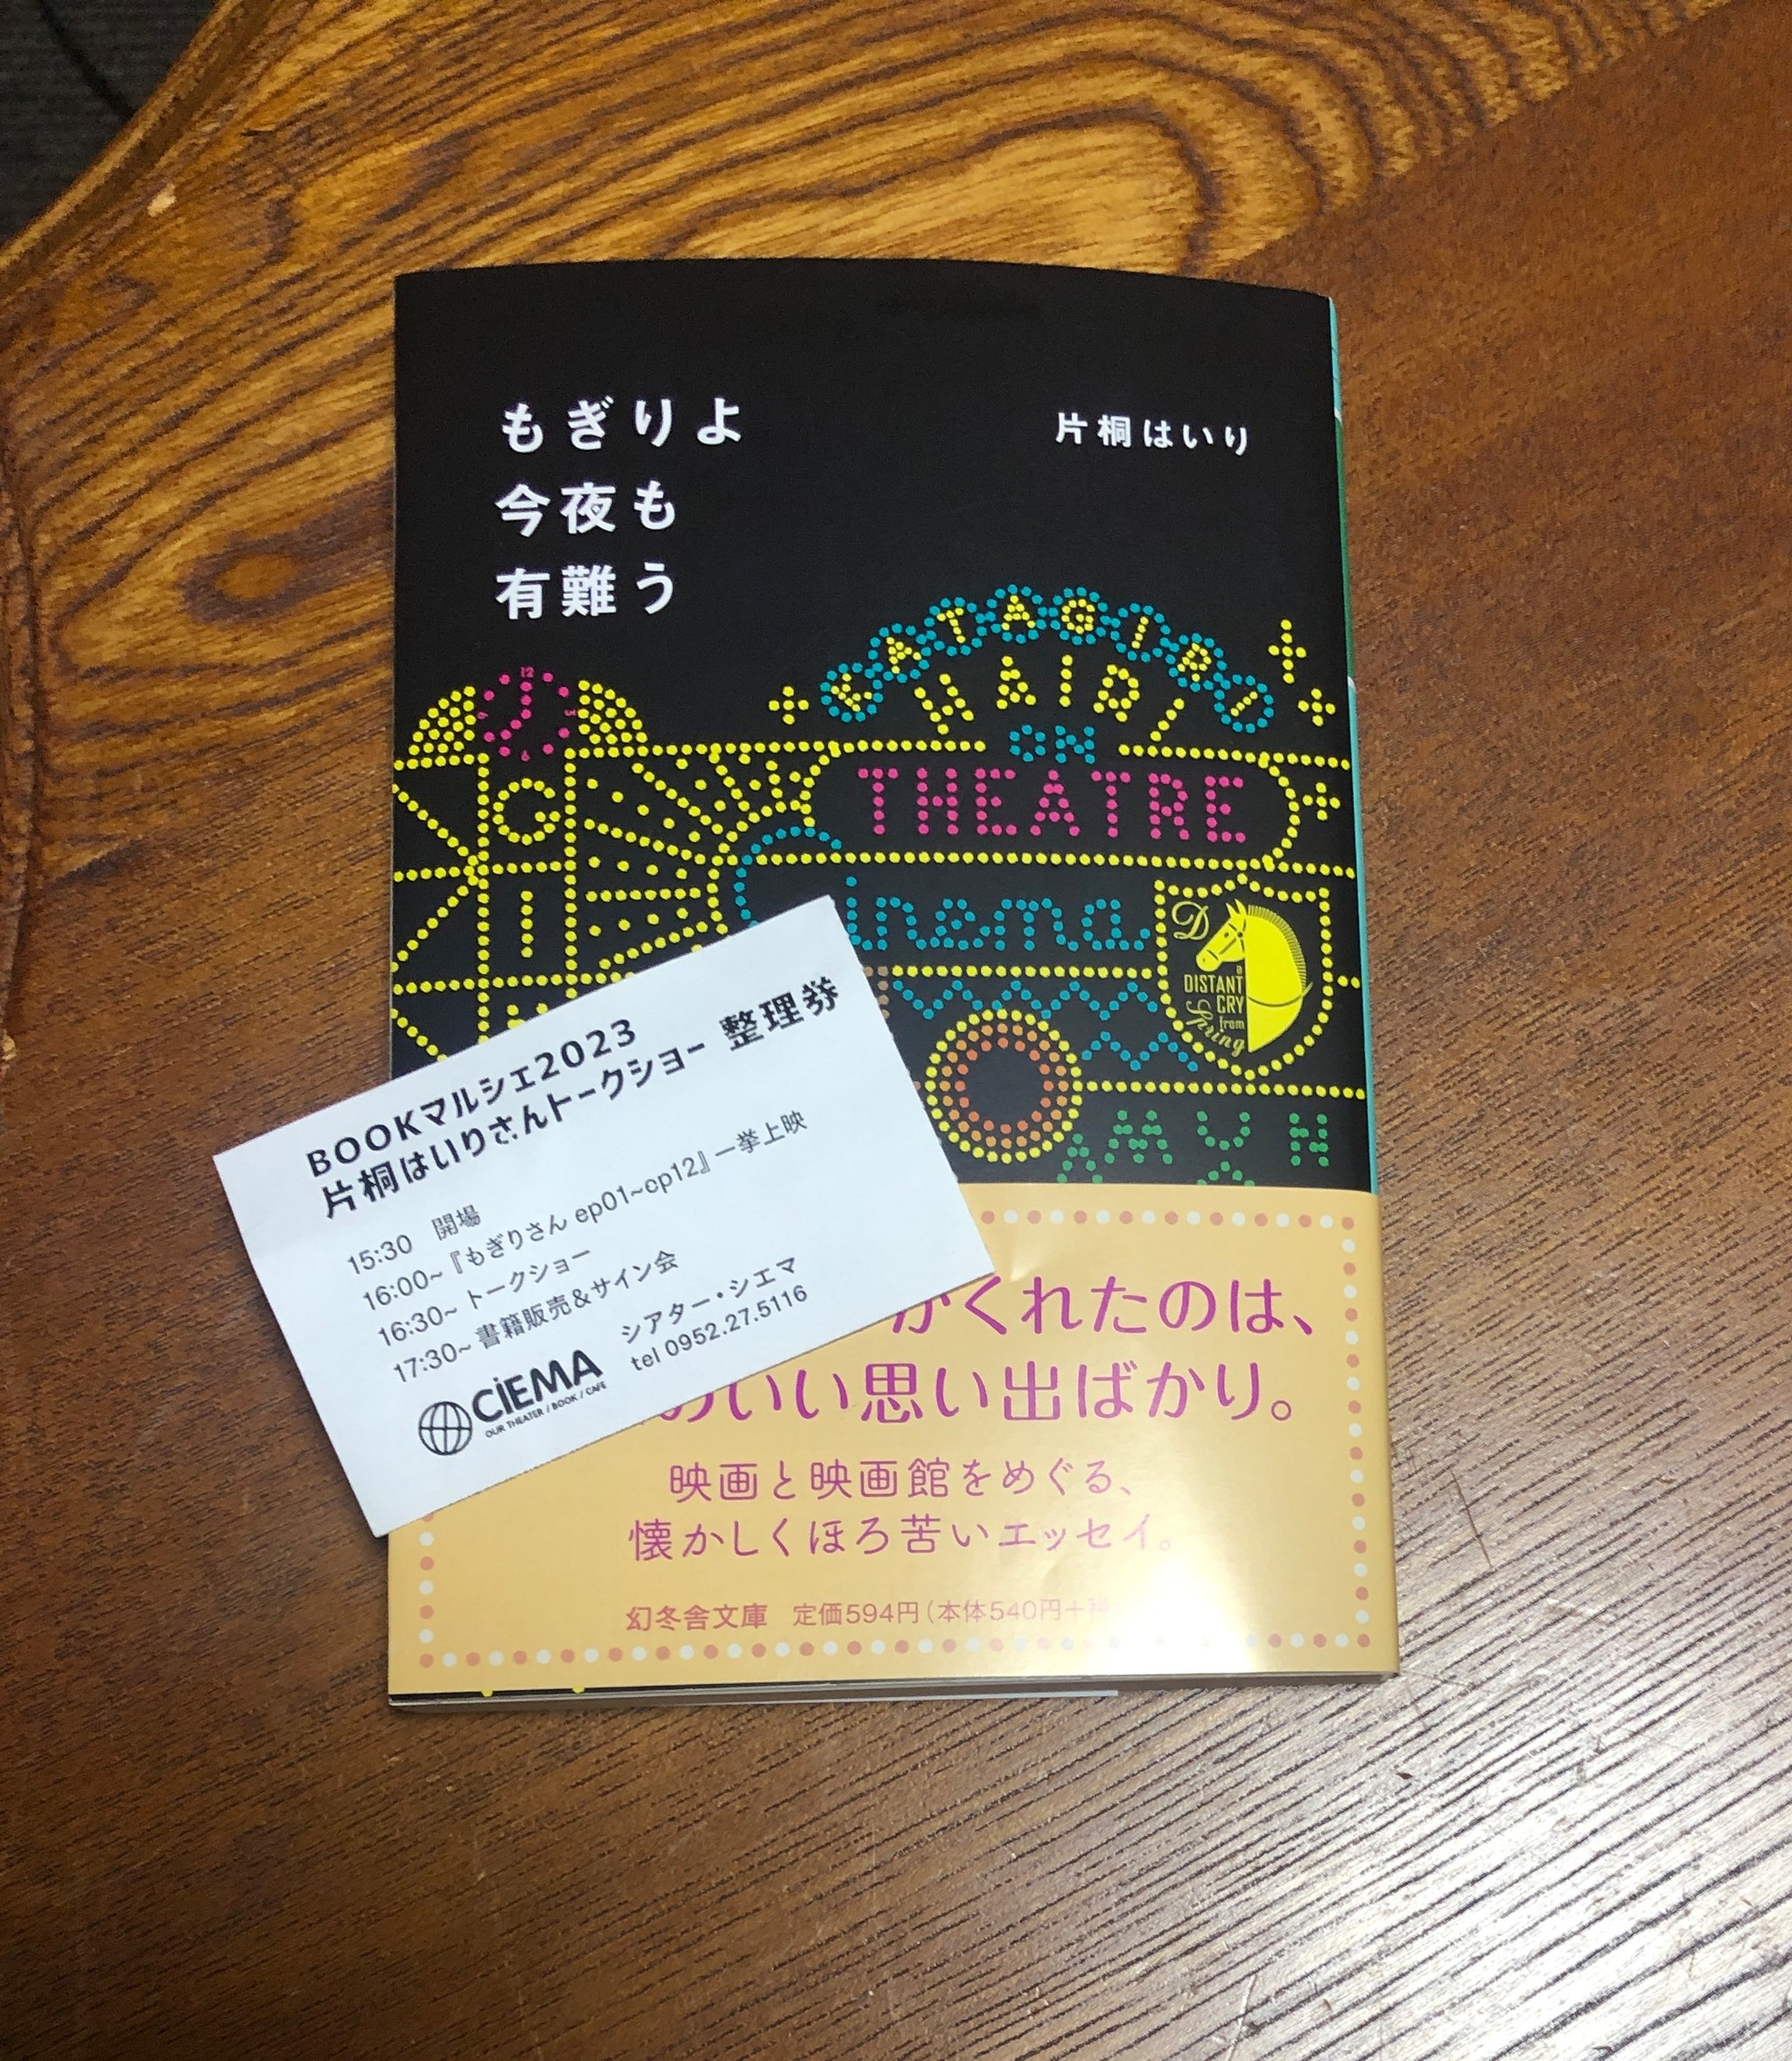 もぎりよ
今夜も
有難う
片桐はいり
KATAGIRI
HAIRI
ON
THEATRE
Cinema
G
D
a
DISTANT
CRY
from
Spring
BOOKマルシェ2023
片桐はいりさんトークショー 整理券
15:30 開場
16:00~『もぎりさん ep01~ep12』一挙上映
16:30~ トークショー
17:30~ 書籍販売&サイン会
CIEMA
OUR THEATER / BOOK / CAFE
シアター・シエマ
tel 0952.27.5116
がくれたのは、
いい思い出ばかり。
映画と映画館をめぐる、
懐かしくほろ苦いエッセイ。
幻冬舎文庫 定価594円(本体540円+